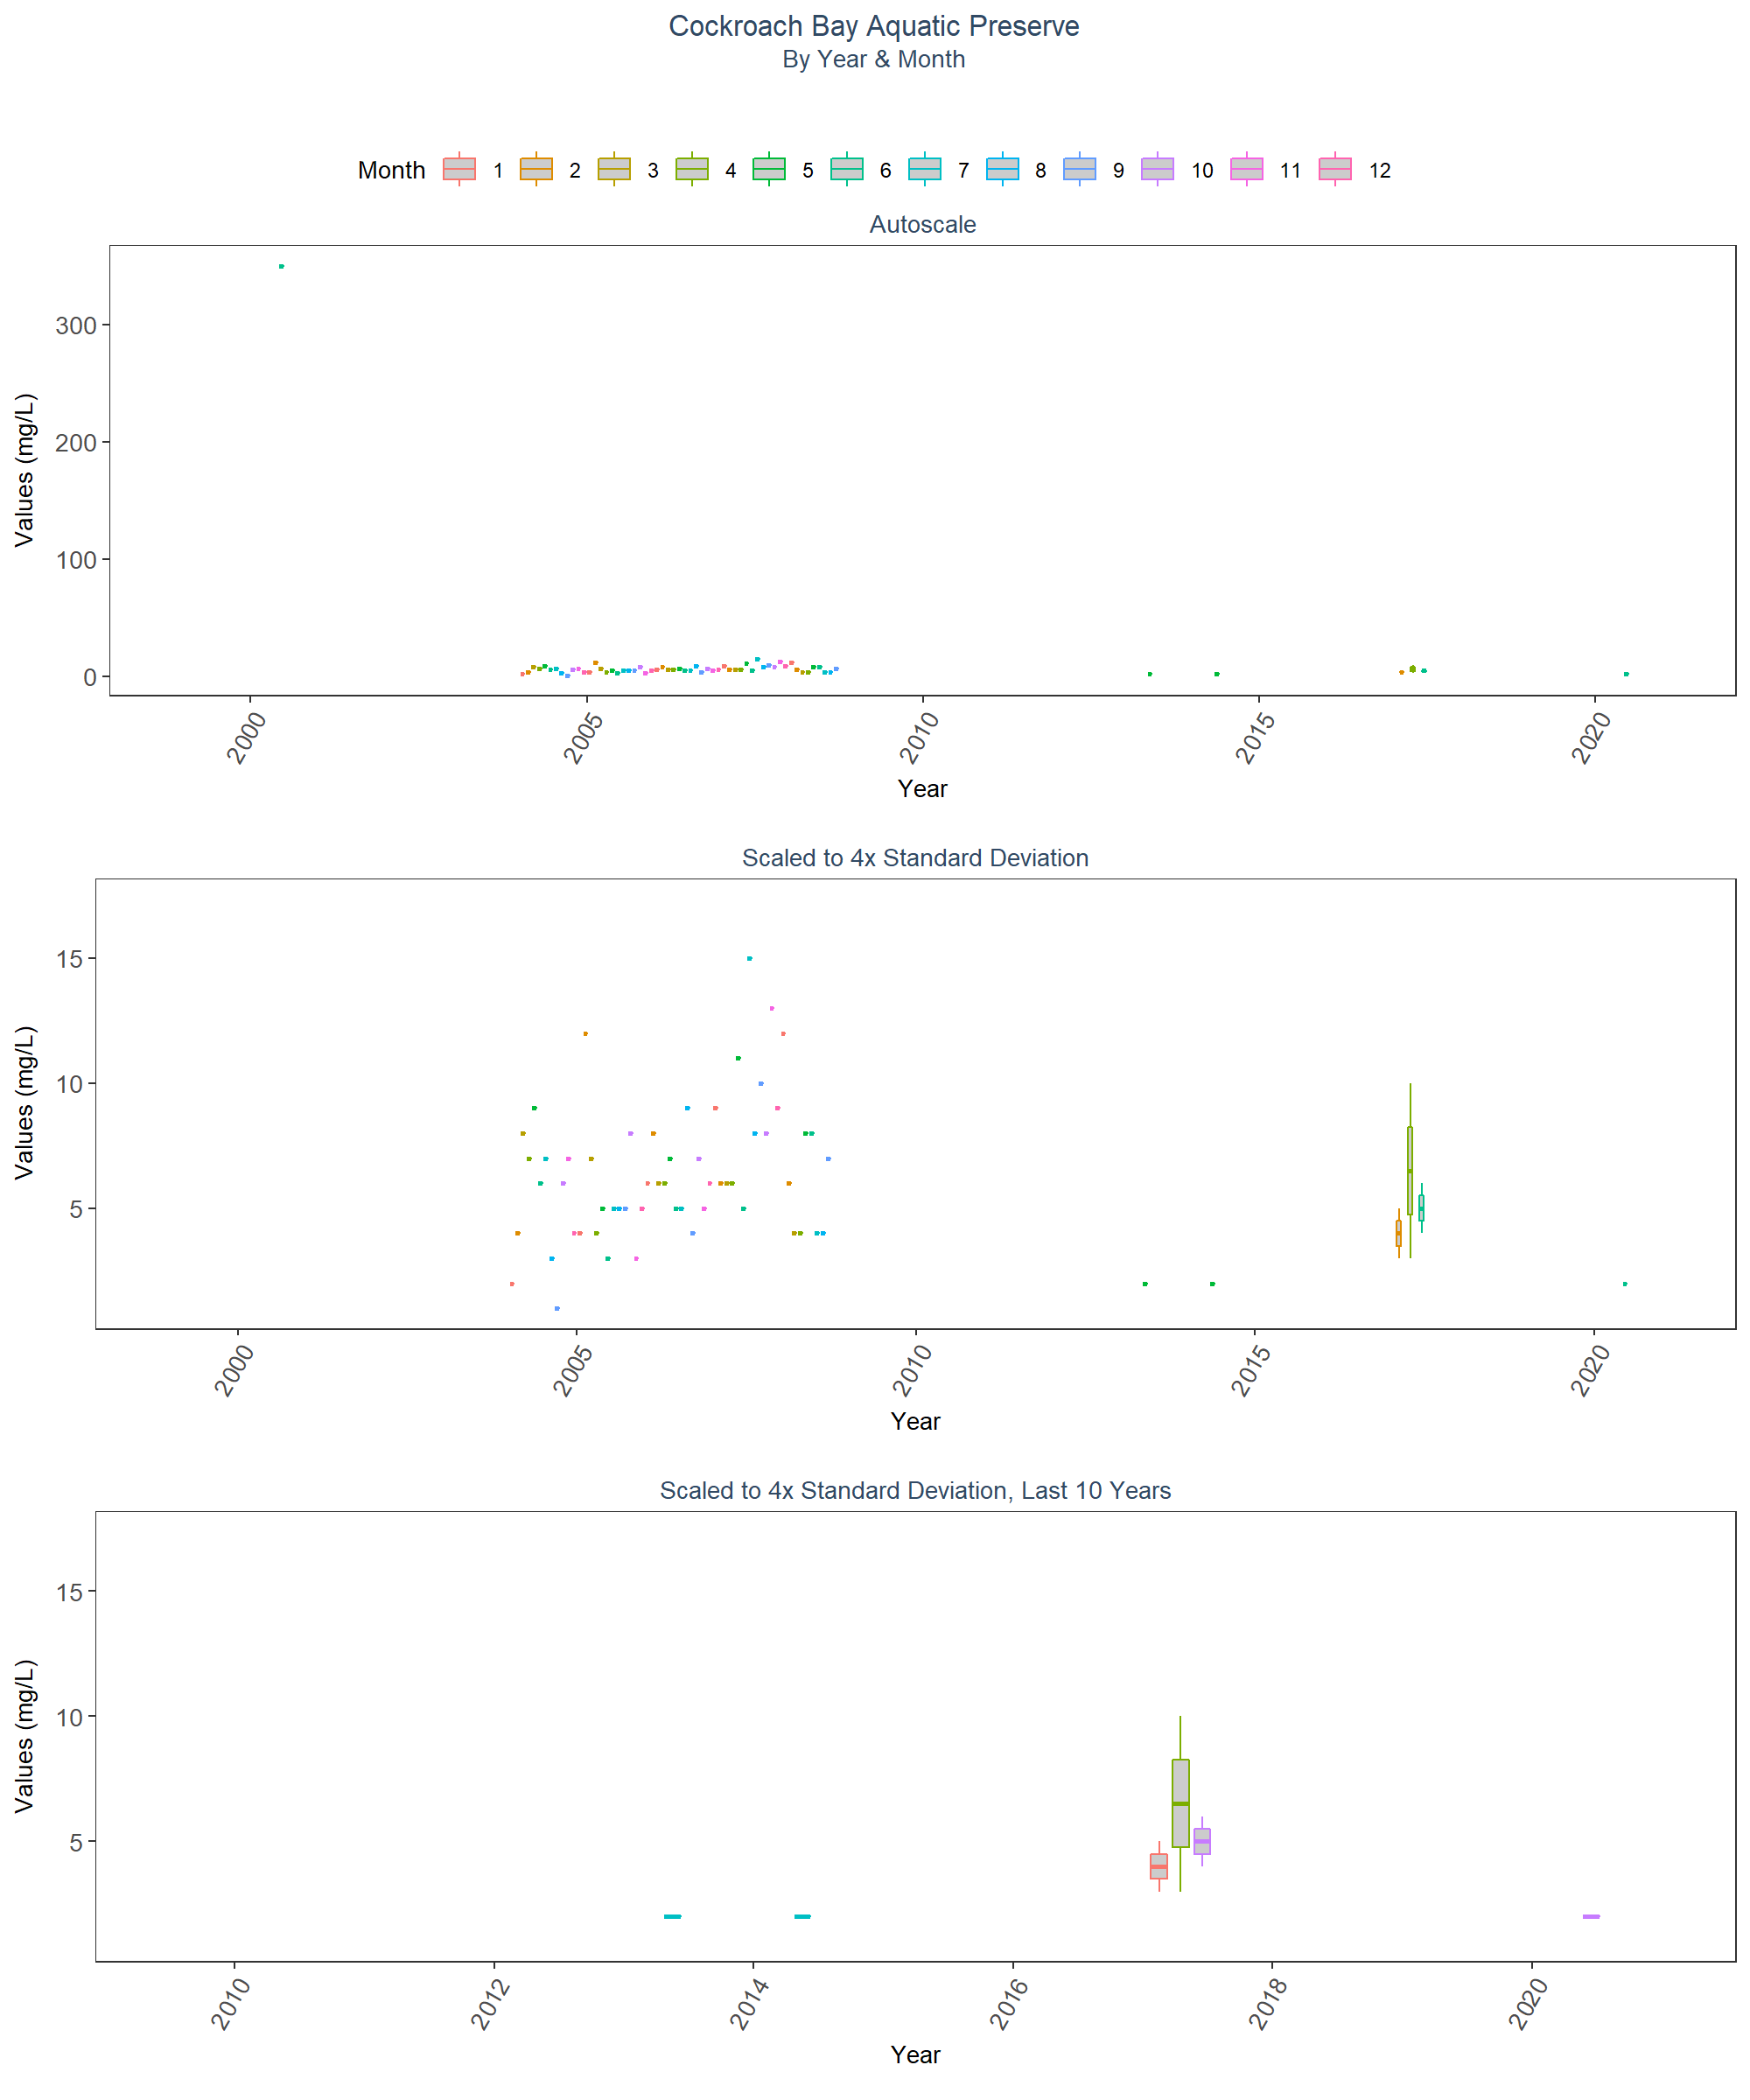 Cockroach Bay Aquatic Preserve
By Year & Month
Month 1 2 3 4 5 6 7 8 9 10 11 12
Autoscale
Values (mg/L)
300
200
100
0
2000 2005 2010 2015 2020
Year
Scaled to 4x Standard Deviation
Values (mg/L)
15
10
5
2000 2005 2010 2015 2020
Year
Scaled to 4x Standard Deviation, Last 10 Years
Values (mg/L)
15
10
5
2010 2012 2014 2016 2018 2020
Year